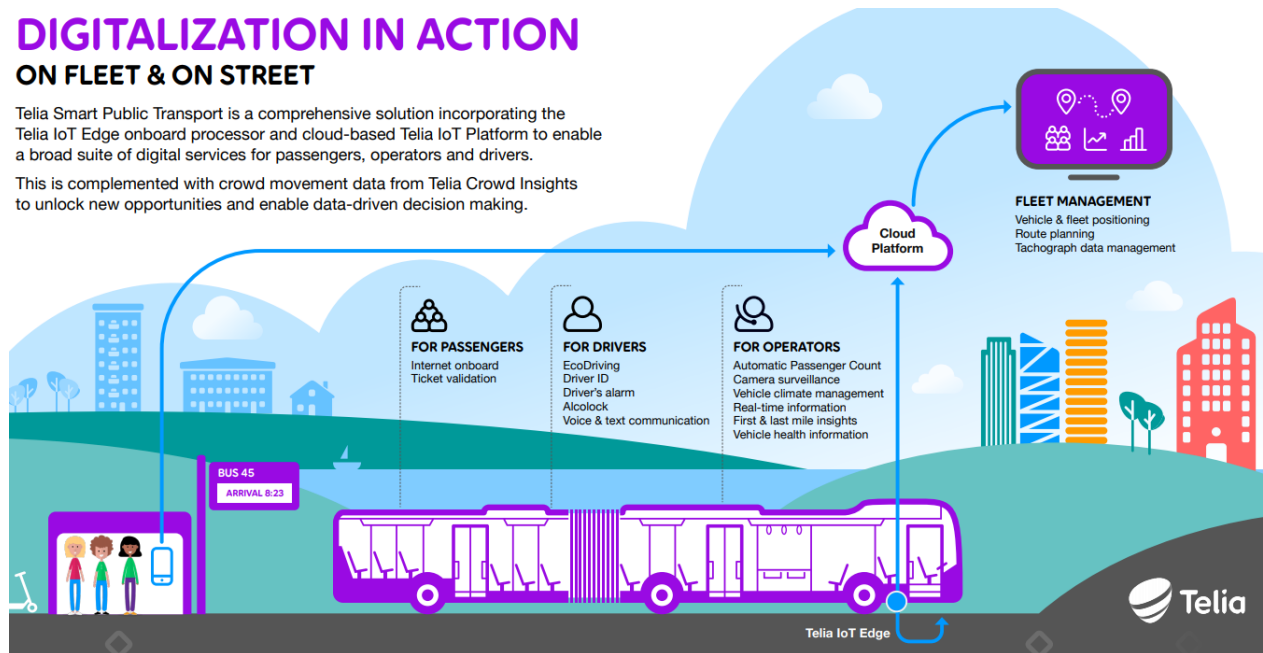 DIGITALIZATION IN ACTION
ON FLEET & ON STREET
Telia Smart Public Transport is a comprehensive solution incorporating the
Telia IoT Edge onboard processor and cloud-based Telia IoT Platform to enable
a broad suite of digital services for passengers, operators and drivers.
This is complemented with crowd movement data from Telia Crowd Insights
to unlock new opportunities and enable data-driven decision making.
FLEET MANAGEMENT
Vehicle & fleet positioning
Route planning
Tachograph data management
Cloud
Platform
FOR PASSENGERS
Internet onboard
Ticket validation
FOR DRIVERS
EcoDriving
Driver ID
Driver's alarm
Alcolock
Voice & text communication
FOR OPERATORS
Automatic Passenger Count
Camera surveillance
Vehicle climate management
Real-time information
First & last mile insights
Vehicle health information
BUS 45
ARRIVAL 8:23
Telia IoT Edge
Telia